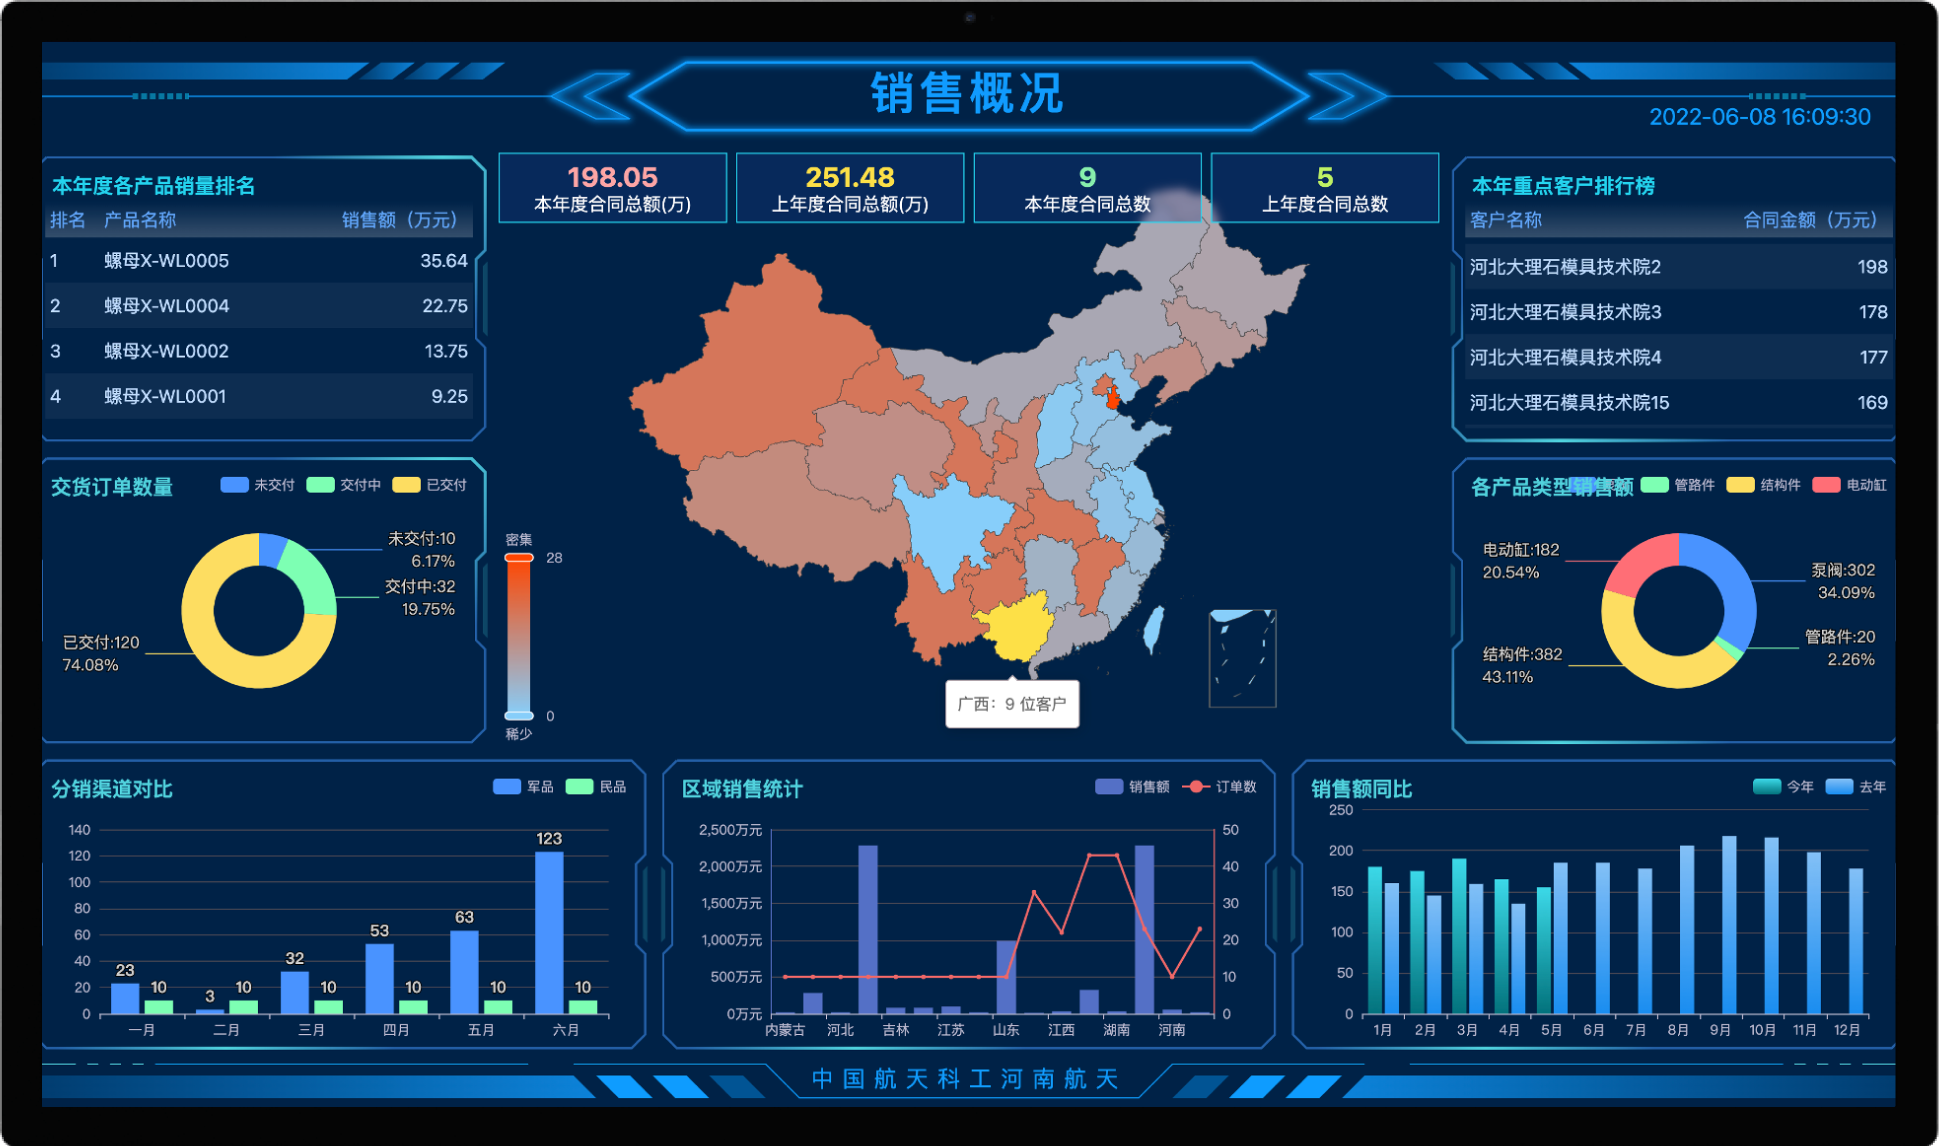 销售概况
2022-06-08 16:09:30
本年度各产品销量排名
排名 产品名称 销售额（万元）
1 螺母X-WL0005 35.64
2 螺母X-WL0004 22.75
3 螺母X-WL0002 13.75
4 螺母X-WL0001 9.25
198.05
本年度合同总额(万)
251.48
上年度合同总额(万)
9
本年度合同总数
5
上年度合同总数
本年重点客户排行榜
客户名称 合同金额（万元）
河北大理石模具技术院2 198
河北大理石模具技术院3 178
河北大理石模具技术院4 177
河北大理石模具技术院15 169
交货订单数量
未交付 交付中 已交付
未交付:10
6.17%
交付中:32
19.75%
已交付:120
74.08%
密集
28
0
稀少
广西：9 位客户
各产品类型销售额
管路件 结构件 电动缸
电动缸:182
20.54%
泵阀:302
34.09%
管路件:20
2.26%
结构件:382
43.11%
分销渠道对比
军品 民品
140
120
100
80
60
40
20
0
23 10 3 10 32 10 53 10 63 10 123 10
一月 二月 三月 四月 五月 六月
区域销售统计
销售额 订单数
2,500万元 50
2,000万元 40
1,500万元 30
1,000万元 20
500万元 10
0万元 0
内蒙古 河北 吉林 江苏 山东 江西 湖南 河南
销售额同比
今年 去年
250
200
150
100
50
0
1月 2月 3月 4月 5月 6月 7月 8月 9月 10月 11月 12月
中国航天科工河南航天